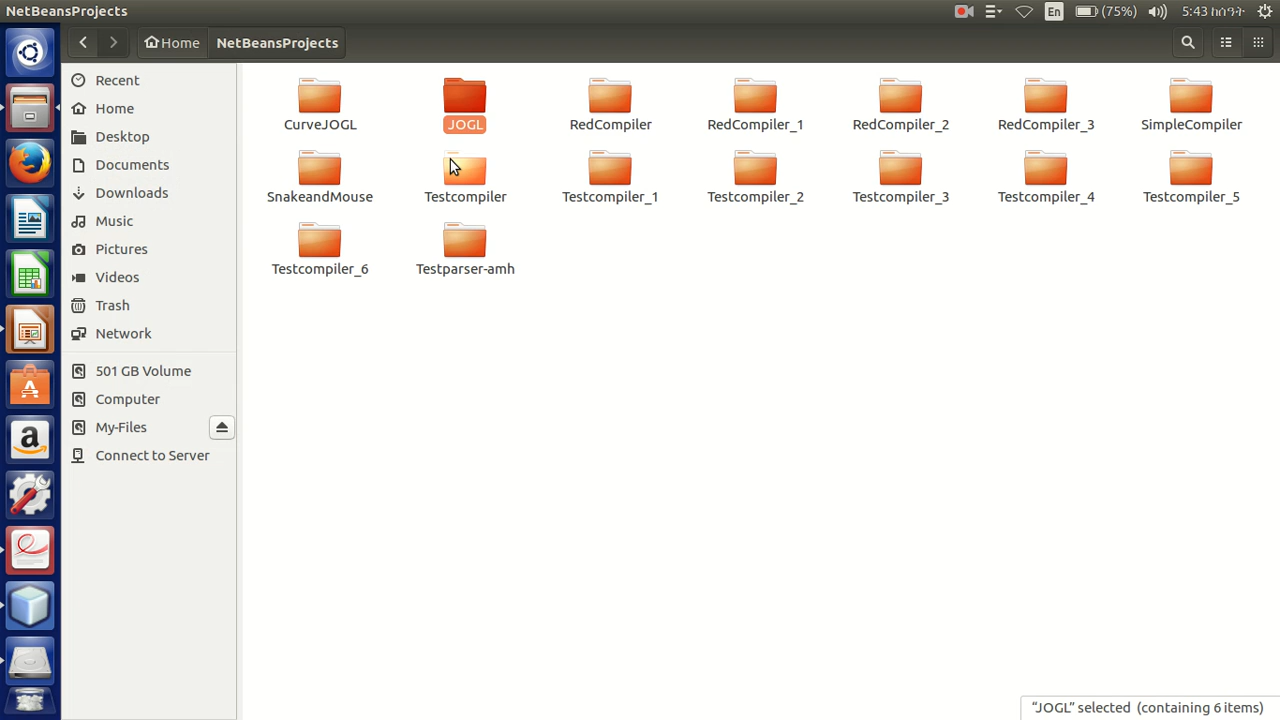 NetBeansProjects
En
(75%)
5:43 ከሰዓት
Home
NetBeansProjects
Recent
Home
Desktop
Documents
Downloads
Music
Pictures
Videos
Trash
Network
501 GB Volume
Computer
My-Files
Connect to Server
CurveJOGL
JOGL
RedCompiler
RedCompiler_1
RedCompiler_2
RedCompiler_3
SimpleCompiler
SnakeandMouse
Testcompiler
Testcompiler_1
Testcompiler_2
Testcompiler_3
Testcompiler_4
Testcompiler_5
Testcompiler_6
Testparser-amh
“JOGL” selected (containing 6 items)